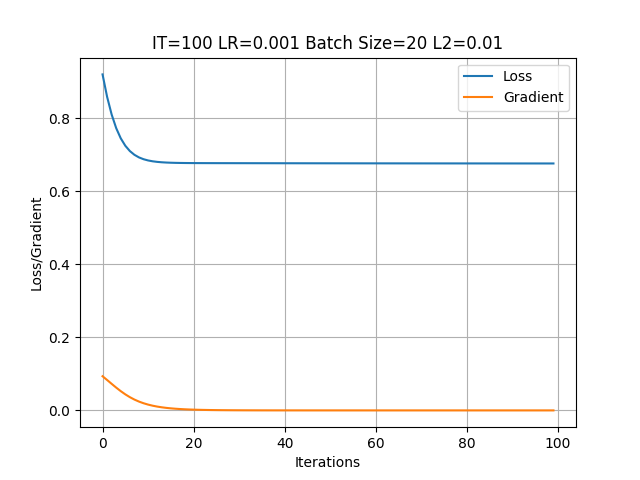 IT=100 LR=0.001 Batch Size=20 L2=0.01
Loss
Gradient
Loss/Gradient
0.8
0.6
0.4
0.2
0.0
0 20 40 60 80 100
Iterations